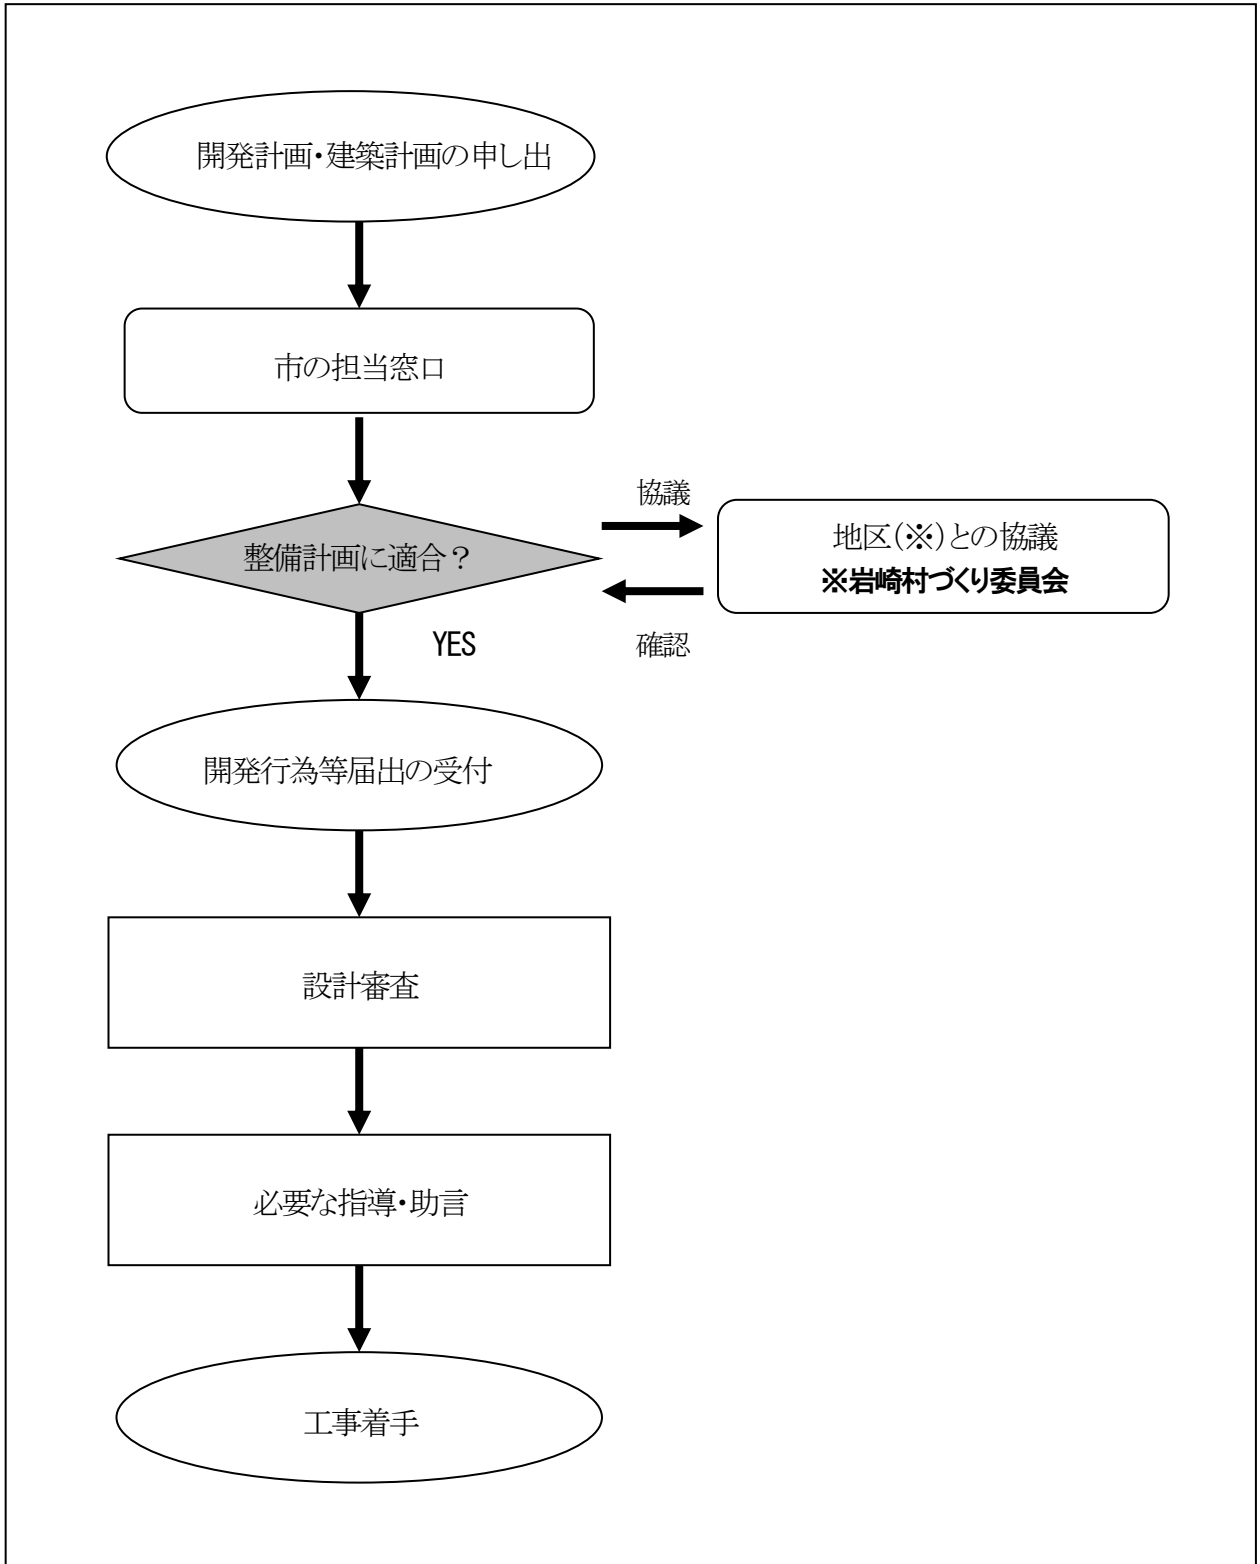 開発計画・建築計画の申し出
市の担当窓口
協議
整備計画に適合？
地区(※)との協議
※岩崎村づくり委員会
YES
確認
開発行為等届出の受付
設計審査
必要な指導・助言
工事着手